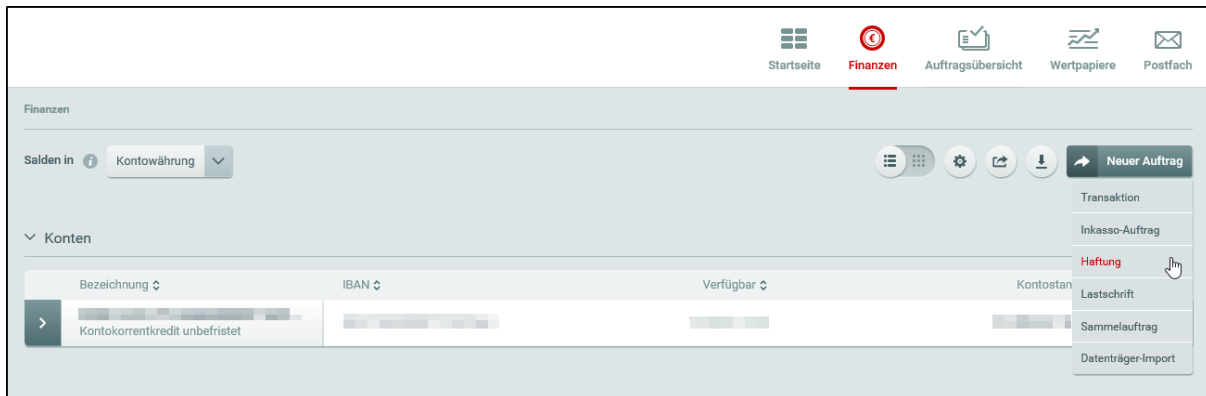 Startseite
Finanzen
Auftragsübersicht
Wertpapiere
Postfach
Finanzen
Salden in
Kontowährung
Neuer Auftrag
Transaktion
Inkasso-Auftrag
Haftung
Lastschrift
Sammelauftrag
Datenträger-Import
Konten
Bezeichnung
IBAN
Verfügbar
Kontostan
Kontokorrentkredit unbefristet